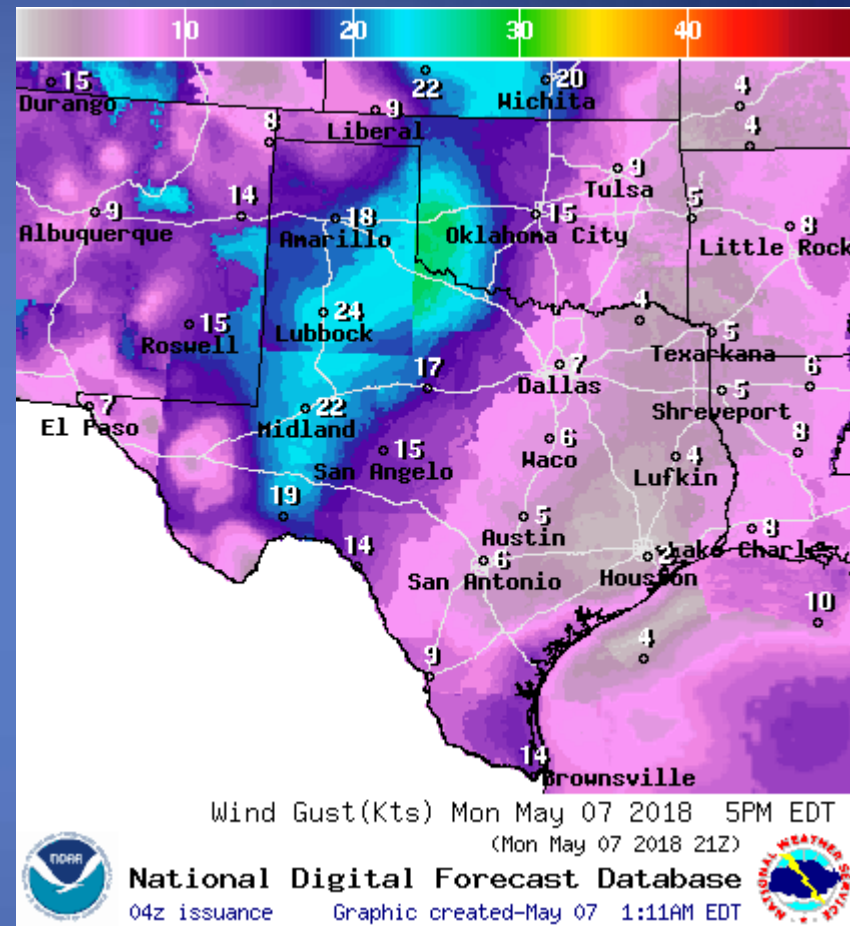 10 20 30 40
15
Durango
22
20
Wichita
4
9
Liberal
8
4
9
Tulsa
9
Albuquerque
14
18
Amarillo
15
Oklahoma City
5
8
Little Rock
15
Roswell
24
Lubbock
4
5
Texarkana
7
El Paso
22
Midland
17
7
Dallas
5
Shreveport
6
15
San Angelo
6
Waco
4
Lufkin
8
19
5
Austin
8
Lake Charles
14
6
San Antonio
2
Houston
10
9
4
14
Brownsville
Wind Gust(Kts) Mon May 07 2018 5PM EDT
(Mon May 07 2018 21Z)
National Digital Forecast Database
04z issuance Graphic created-May 07 1:11AM EDT
NOAA
NATIONAL WEATHER SERVICE